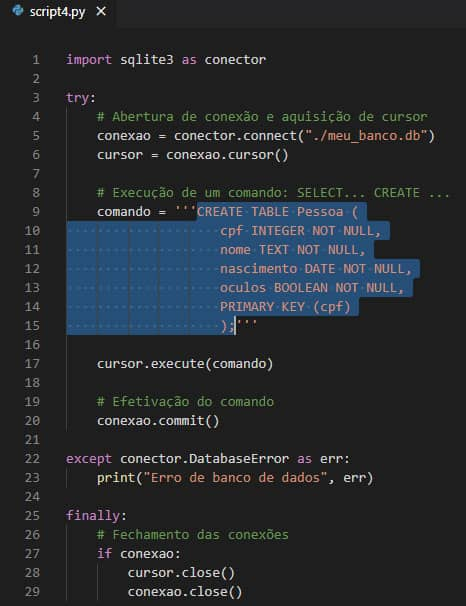 script4.py ×
1 import sqlite3 as conector
2
3 try:
4 # Abertura de conexão e aquisição de cursor
5 conexao = conector.connect("./meu_banco.db")
6 cursor = conexao.cursor()
7
8 # Execução de um comando: SELECT... CREATE ...
9 comando = '''CREATE TABLE Pessoa (
10 cpf INTEGER NOT NULL,
11 nome TEXT NOT NULL,
12 nascimento DATE NOT NULL,
13 oculos BOOLEAN NOT NULL,
14 PRIMARY KEY (cpf)
15 );'''
16
17 cursor.execute(comando)
18
19 # Efetivação do comando
20 conexao.commit()
21
22 except conector.DatabaseError as err:
23 print("Erro de banco de dados", err)
24
25 finally:
26 # Fechamento das conexões
27 if conexao:
28 cursor.close()
29 conexao.close()